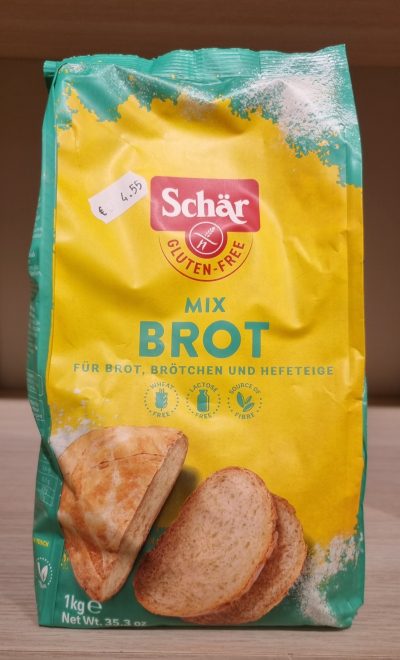 € 4.55
Schär
GLUTEN-FREE
MIX
BROT
FÜR BROT, BRÖTCHEN UND HEFETEIGE
WHEAT FREE
LACTOSE FREE
SOURCE OF FIBRE
1kg e
Net Wt. 35.3 oz